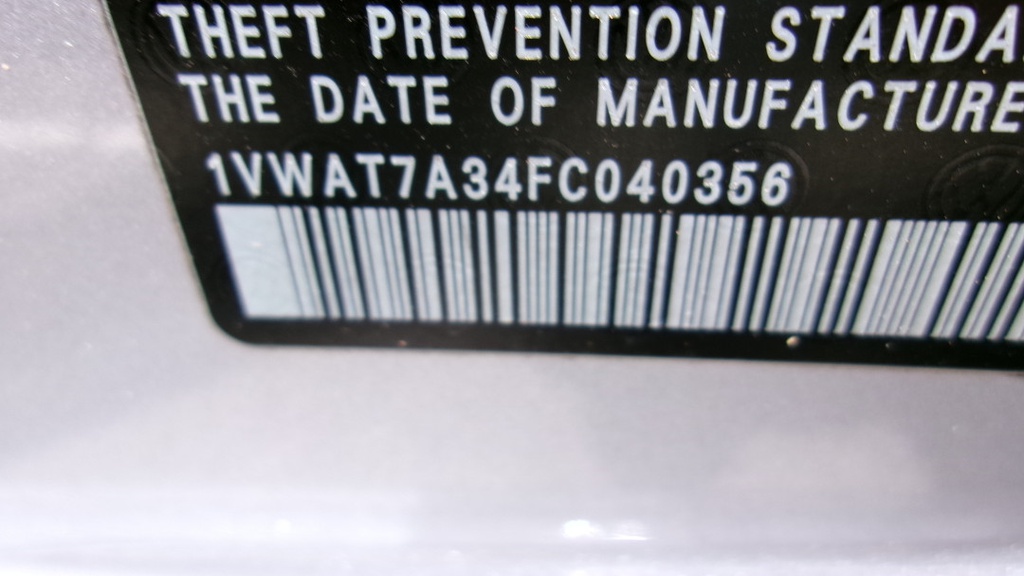 THEFT PREVENTION STANDA
THE DATE OF MANUFACTURE
1VWAT7A34FC040356